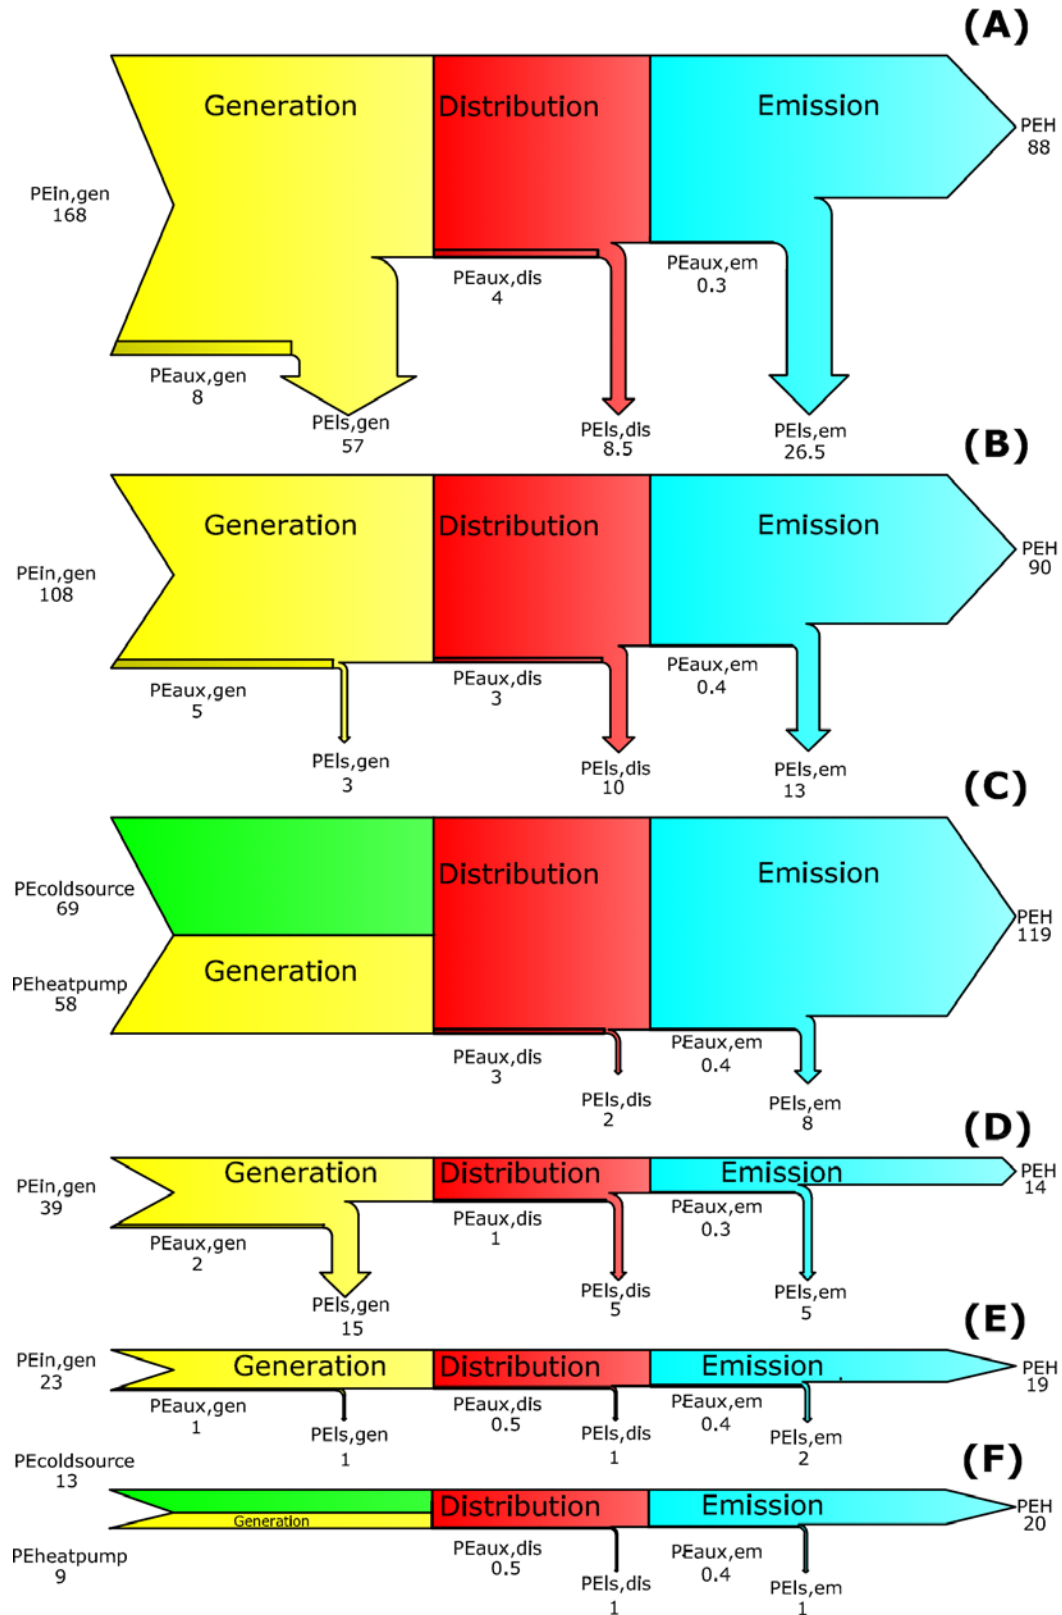 (A)
Generation
Distribution
Emission
PEH
88
PEin,gen
168
PEaux,dis
4
PEaux,em
0.3
PEaux,gen
8
PEls,gen
57
PEls,dis
8.5
PEls,em
26.5
(B)
Generation
Distribution
Emission
PEH
90
PEin,gen
108
PEaux,gen
5
PEaux,dis
3
PEaux,em
0.4
PEls,gen
3
PEls,dis
10
PEls,em
13
(C)
PEcoldsource
69
Distribution
Emission
PEH
119
Generation
PEheatpump
58
PEaux,dis
3
PEaux,em
0.4
PEls,dis
2
PEls,em
8
(D)
Generation
Distribution
Emission
PEH
14
PEin,gen
39
PEaux,gen
2
PEaux,dis
1
PEaux,em
0.3
PEls,gen
15
PEls,dis
5
PEls,em
5
(E)
PEin,gen
23
Generation
Distribution
Emission
PEH
19
PEaux,gen
1
PEaux,dis
0.5
PEaux,em
0.4
PEls,gen
1
PEls,dis
1
PEls,em
2
(F)
PEcoldsource
13
Generation
Distribution
Emission
PEH
20
PEheatpump
9
PEaux,dis
0.5
PEaux,em
0.4
PEls,dis
1
PEls,em
1